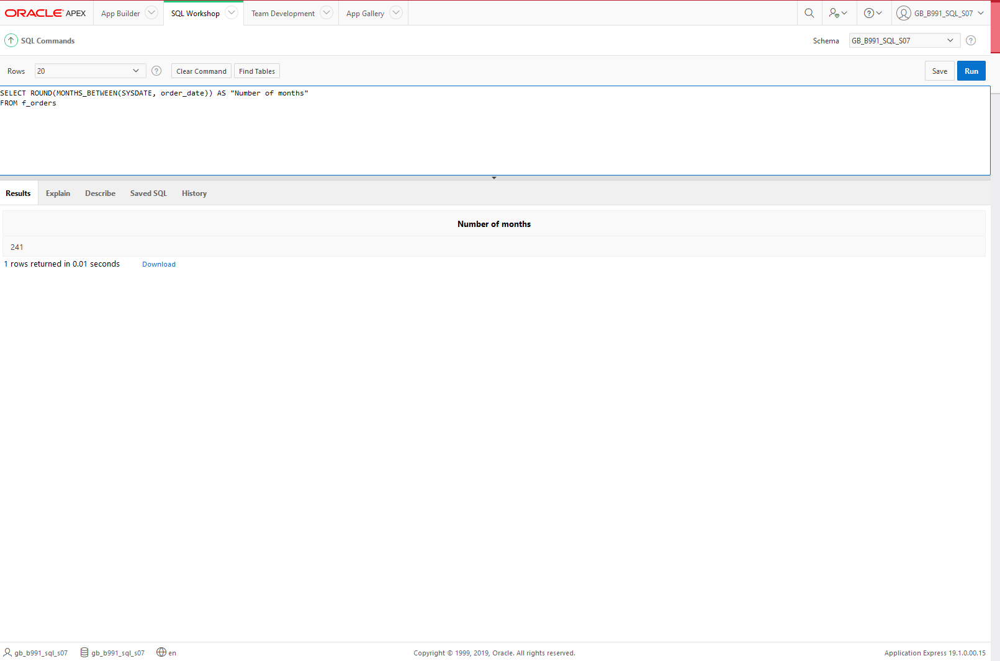 ORACLE APEX App Builder SQL Workshop Team Development App Gallery GB_B991_SQL_S07
SQL Commands Schema GB_B991_SQL_S07
Rows 20 Clear Command Find Tables Save Run
SELECT ROUND(MONTHS_BETWEEN(SYSDATE, order_date)) AS "Number of months"
FROM f_orders
Results Explain Describe Saved SQL History
Number of months
241
1 rows returned in 0.01 seconds Download
gb_b991_sql_s07 gb_b991_sql_s07 en Copyright © 1999, 2019, Oracle. All rights reserved. Application Express 19.1.0.00.15